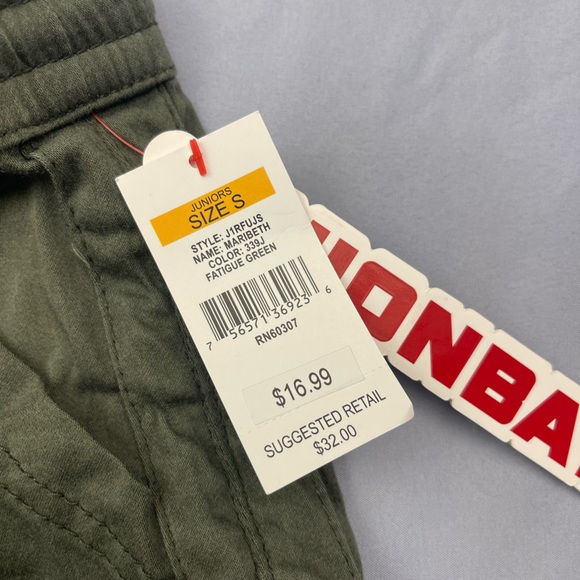 JUNIORS
SIZE S
STYLE: J1RFUJS
NAME: MARIBETH
COLOR: 339J
FATIGUE GREEN
7 56571 36923 6
RN60307
$16.99
SUGGESTED RETAIL
$32.00
IONBA